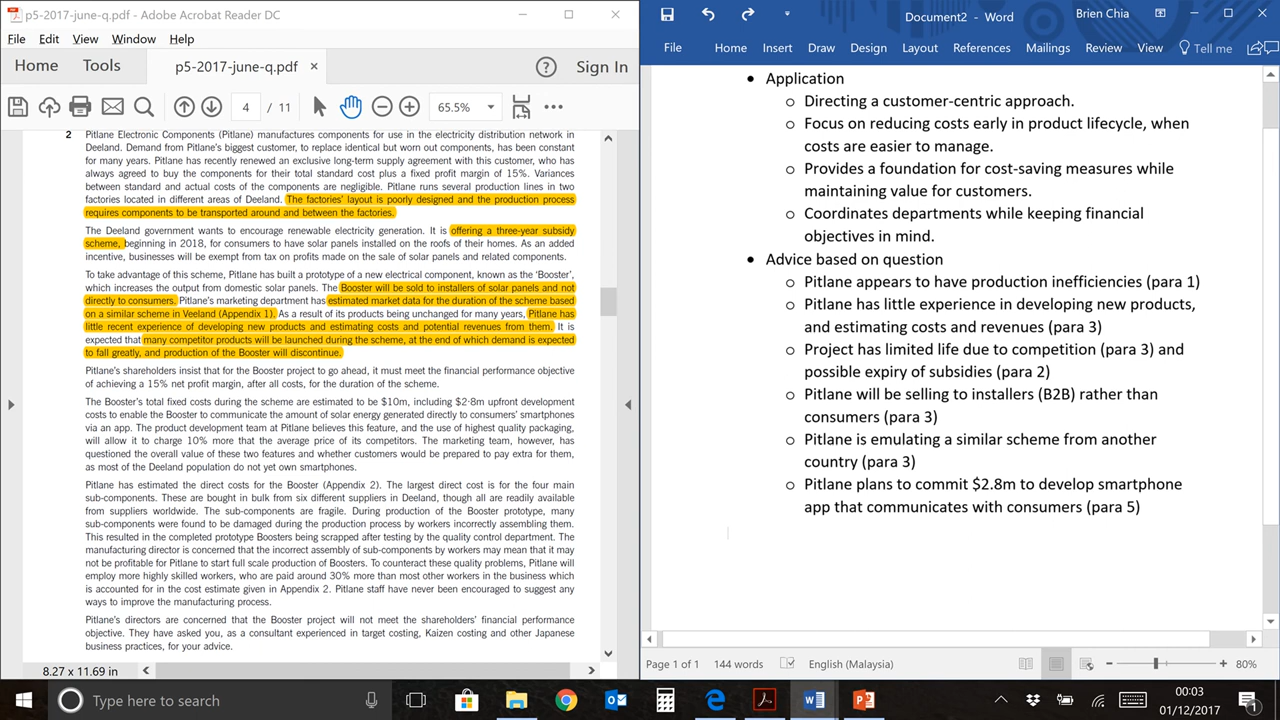 p5-2017-june-q.pdf - Adobe Acrobat Reader DC
File Edit View Window Help
Home Tools p5-2017-june-q.pdf × ? Sign In
4 / 11 65.5%
2 Pitlane Electronic Components (Pitlane) manufactures components for use in the electricity distribution network in
Deeland. Demand from Pitlane's biggest customer, to replace identical but worn out components, has been constant
for many years. Pitlane has recently renewed an exclusive long-term supply agreement with this customer, who has
always agreed to buy the components for their total standard cost plus a fixed profit margin of 15%. Variances
between standard and actual costs of the components are negligible. Pitlane runs several production lines in two
factories located in different areas of Deeland. The factories' layout is poorly designed and the production process
requires components to be transported around and between the factories.
The Deeland government wants to encourage renewable electricity generation. It is offering a three-year subsidy
scheme, beginning in 2018, for consumers to have solar panels installed on the roofs of their homes. As an added
incentive, businesses will be exempt from tax on profits made on the sale of solar panels and related components.
To take advantage of this scheme, Pitlane has built a prototype of a new electrical component, known as the 'Booster',
which increases the output from domestic solar panels. The Booster will be sold to installers of solar panels and not
directly to consumers. Pitlane's marketing department has estimated market data for the duration of the scheme based
on a similar scheme in Veeland (Appendix 1). As a result of its products being unchanged for many years, Pitlane has
little recent experience of developing new products and estimating costs and potential revenues from them. It is
expected that many competitor products will be launched during the scheme, at the end of which demand is expected
to fall greatly, and production of the Booster will discontinue.
Pitlane's shareholders insist that for the Booster project to go ahead, it must meet the financial performance objective
of achieving a 15% net profit margin, after all costs, for the duration of the scheme.
The Booster's total fixed costs during the scheme are estimated to be $10m, including $2·8m upfront development
costs to enable the Booster to communicate the amount of solar energy generated directly to consumers' smartphones
via an app. The product development team at Pitlane believes this feature, and the use of highest quality packaging,
will allow it to charge 10% more that the average price of its competitors. The marketing team, however, has
questioned the overall value of these two features and whether customers would be prepared to pay extra for them,
as most of the Deeland population do not yet own smartphones.
Pitlane has estimated the direct costs for the Booster (Appendix 2). The largest direct cost is for the four main
sub-components. These are bought in bulk from six different suppliers in Deeland, though all are readily available
from suppliers worldwide. The sub-components are fragile. During production of the Booster prototype, many
sub-components were found to be damaged during the production process by workers incorrectly assembling them.
This resulted in the completed prototype Boosters being scrapped after testing by the quality control department. The
manufacturing director is concerned that the incorrect assembly of sub-components by workers may mean that it may
not be profitable for Pitlane to start full scale production of Boosters. To counteract these quality problems, Pitlane will
employ more highly skilled workers, who are paid around 30% more than most other workers in the business which
is accounted for in the cost estimate given in Appendix 2. Pitlane staff have never been encouraged to suggest any
ways to improve the manufacturing process.
Pitlane's directors are concerned that the Booster project will not meet the shareholders' financial performance
objective. They have asked you, as a consultant experienced in target costing, Kaizen costing and other Japanese
business practices, for your advice.
8.27 x 11.69 in
Document2 - Word Brien Chia
File Home Insert Draw Design Layout References Mailings Review View Tell me
• Application
o Directing a customer-centric approach.
o Focus on reducing costs early in product lifecycle, when
costs are easier to manage.
o Provides a foundation for cost-saving measures while
maintaining value for customers.
o Coordinates departments while keeping financial
objectives in mind.
• Advice based on question
o Pitlane appears to have production inefficiencies (para 1)
o Pitlane has little experience in developing new products,
and estimating costs and revenues (para 3)
o Project has limited life due to competition (para 3) and
possible expiry of subsidies (para 2)
o Pitlane will be selling to installers (B2B) rather than
consumers (para 3)
o Pitlane is emulating a similar scheme from another
country (para 3)
o Pitlane plans to commit $2.8m to develop smartphone
app that communicates with consumers (para 5)
Page 1 of 1 144 words English (Malaysia) 80%
Type here to search
00:03
01/12/2017
1